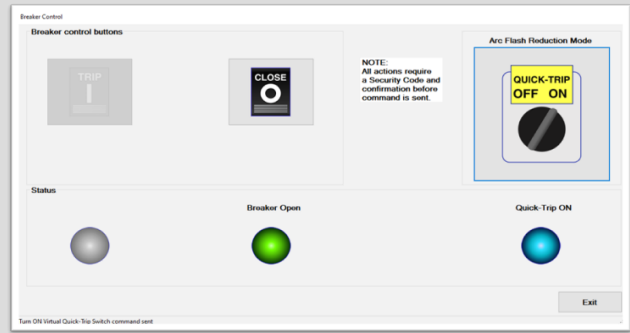 Breaker Control
Breaker control buttons
TRIP
I
CLOSE
O
NOTE:
All actions require
a Security Code and
confirmation before
command is sent.
Arc Flash Reduction Mode
QUICK-TRIP
OFF ON
Status
Breaker Open
Quick-Trip ON
Exit
Turn ON Virtual Quick-Trip Switch command sent